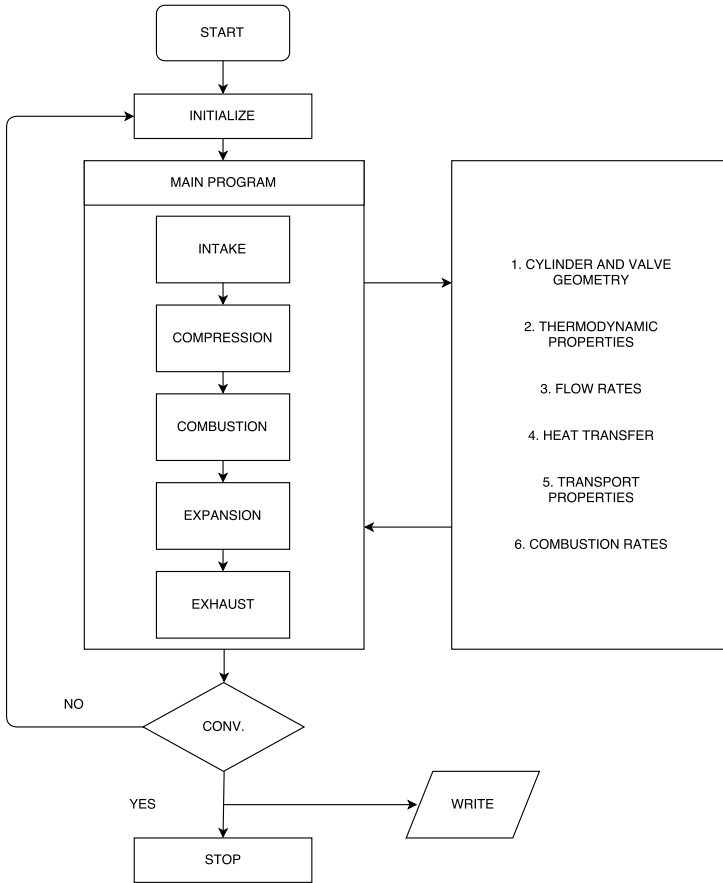 START
INITIALIZE
MAIN PROGRAM
INTAKE
COMPRESSION
COMBUSTION
EXPANSION
EXHAUST
1. CYLINDER AND VALVE
GEOMETRY
2. THERMODYNAMIC
PROPERTIES
3. FLOW RATES
4. HEAT TRANSFER
5. TRANSPORT
PROPERTIES
6. COMBUSTION RATES
NO
CONV.
YES
WRITE
STOP